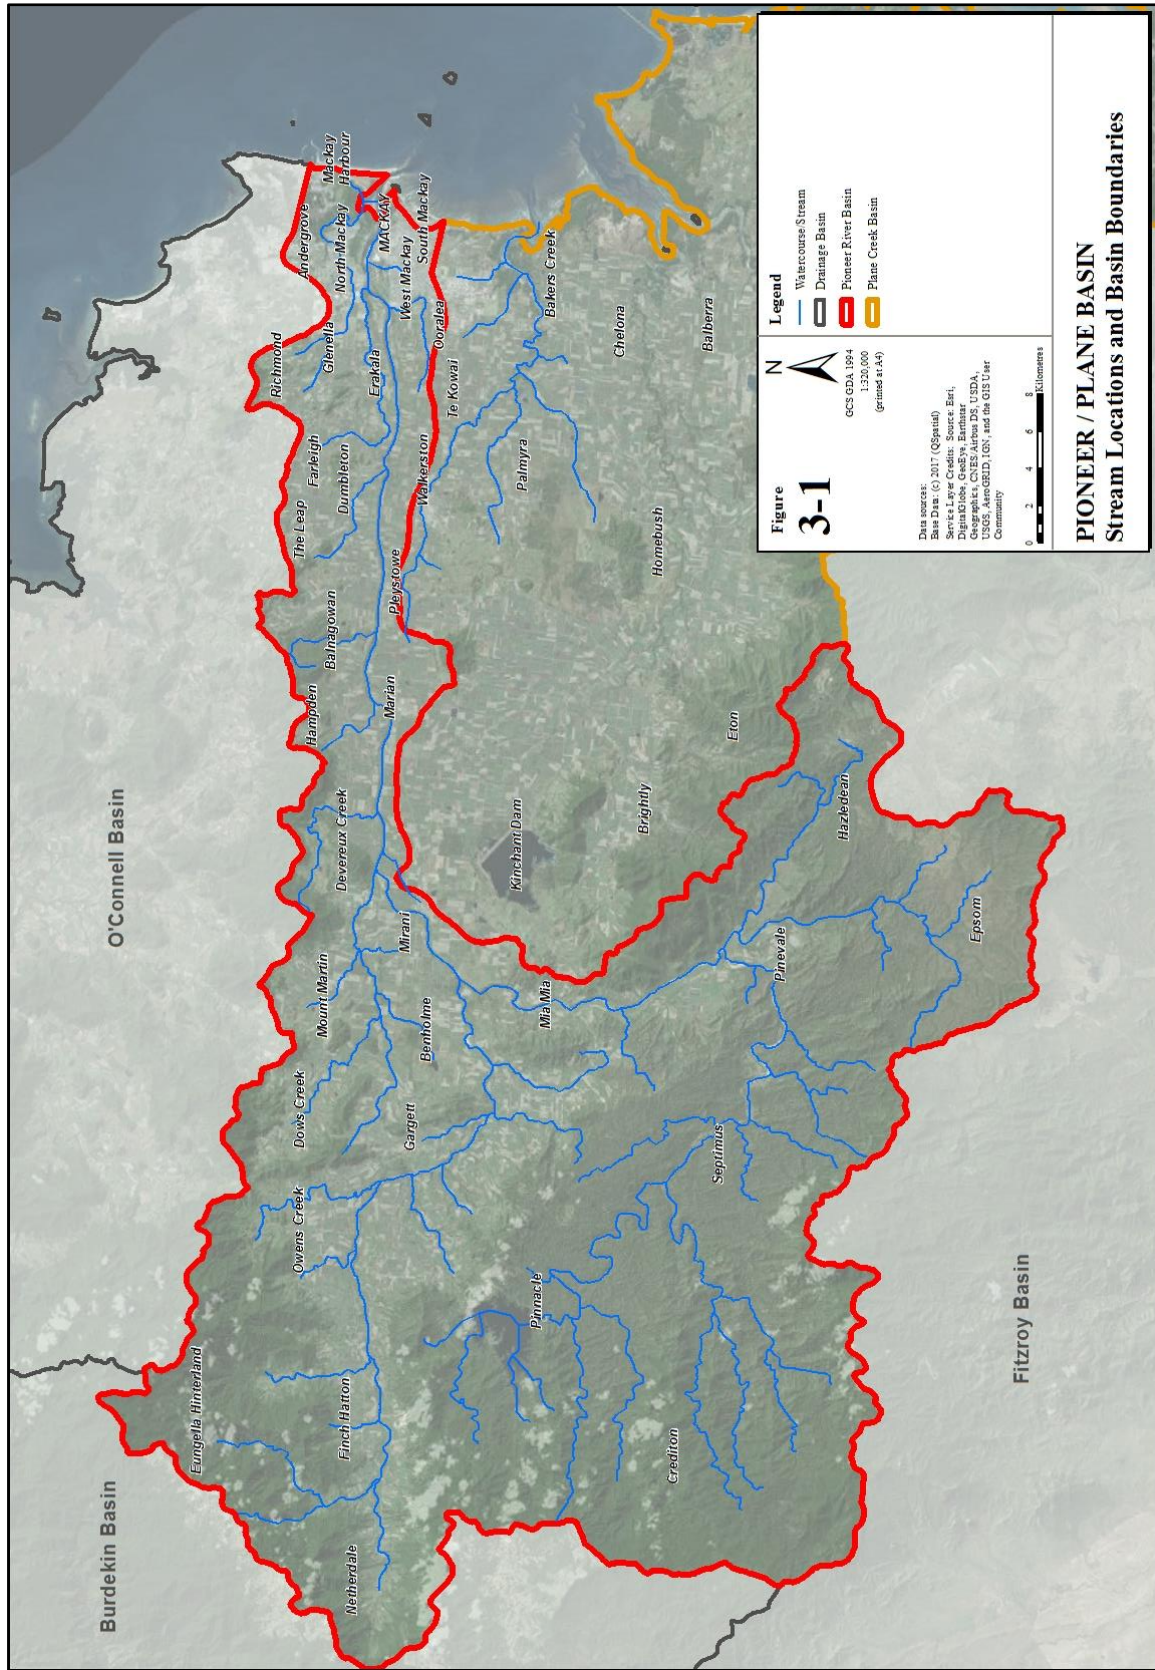 Burdekin Basin
O'Connell Basin
Eungella Hinterland
Netherdale
Finch Hatton
Owens Creek
Dows Creek
Mount Martin
Devereux Creek
Hampden
Balnagowan
The Leap
Farleigh
Dumbleton
Richmond
Glenella
Andergrove
North Mackay
Mackay
Harbour
Erakala
MACKAY
West Mackay
South Mackay
Ooralea
Te Kowai
Walkerston
Pleystowe
Marian
Mirani
Benholme
Gargett
Mia Mia
Kinchant Dam
Palmyra
Bakers Creek
Chelona
Balberra
Homebush
Brightly
Eton
Pinnacle
Septimus
Crediton
Pinevale
Hazledean
Epsom
Fitzroy Basin
Figure
3-1
N
GCS GDA 1994
1:320,000
(printed at A4)
Data sources:
Base Data: (c) 2017 (QSpatial)
Service Layer Credits: Source: Esri,
DigitalGlobe, GeoEye, Earthstar
Geographics, CNES/Airbus DS, USDA,
USGS, AeroGRID, IGN, and the GIS User
Community
0 2 4 6 8
Kilometres
Legend
Watercourse/Stream
Drainage Basin
Pioneer River Basin
Plane Creek Basin
PIONEER / PLANE BASIN
Stream Locations and Basin Boundaries